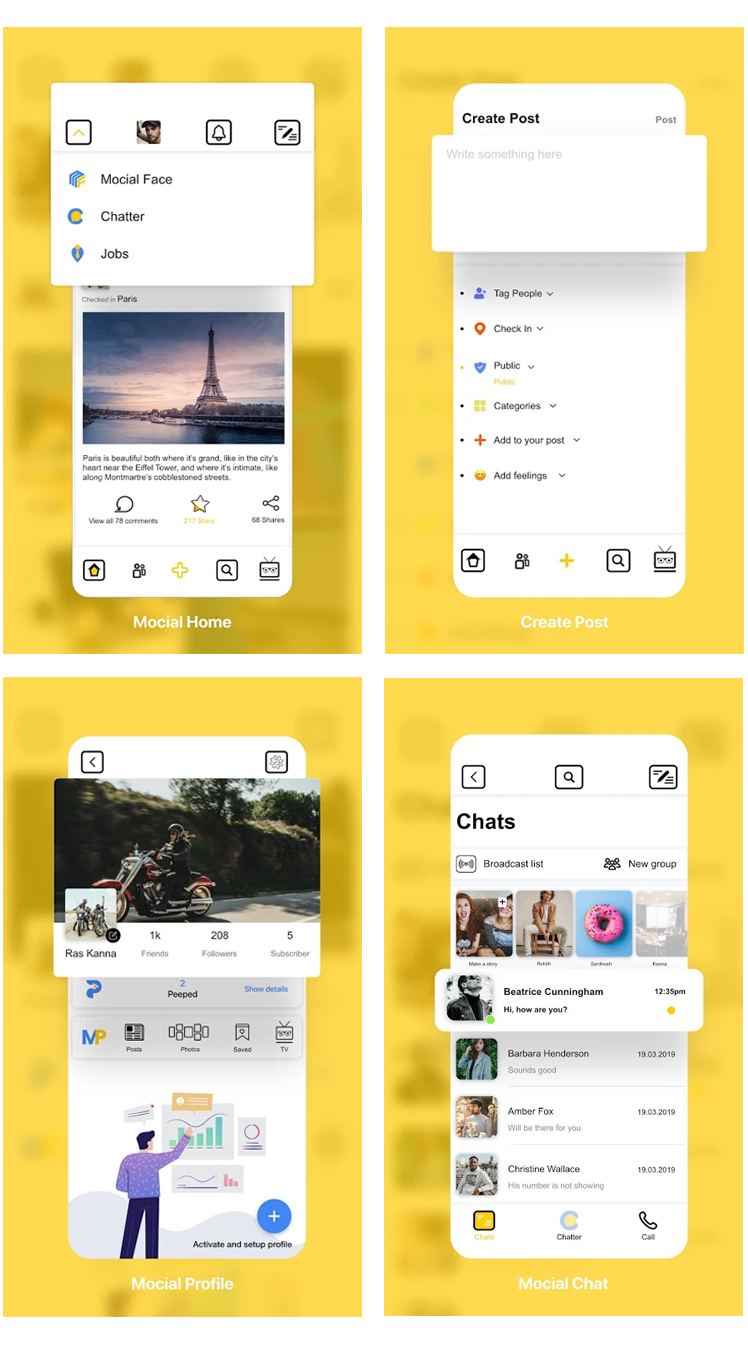 Mocial Face
Chatter
Jobs
Checked in Paris
Paris is beautiful both where it's grand, like in the city's
heart near the Eiffel Tower, and where it's intimate, like
along Montmartre's cobblestoned streets.
View all 78 comments
217 Stars
68 Shares
Mocial Home
Create Post
Post
Write something here
Tag People
Check In
Public
Public
Categories
Add to your post
Add feelings
Create Post
Ras Kanna
1k
Friends
208
Followers
5
Subscriber
2
Peeped
Show details
MP
Posts
Photos
Saved
TV
Activate and setup profile
Mocial Profile
Chats
Broadcast list
New group
Make a story
Rohith
Santhosh
Kanna
Beatrice Cunningham
12:35pm
Hi, how are you?
Barbara Henderson
19.03.2019
Sounds good
Amber Fox
19.03.2019
Will be there for you
Christine Wallace
19.03.2019
His number is not showing
Chats
Chatter
Call
Mocial Chat